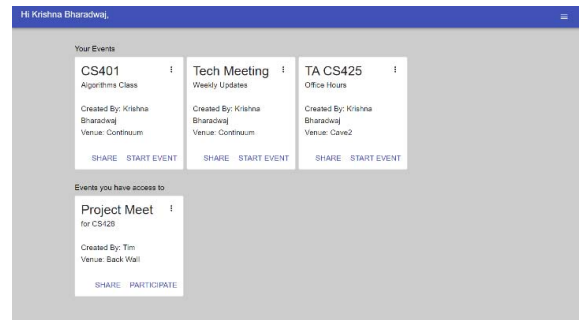 Hi Krishna Bharadwaj,
Your Events
CS401
Algorithms Class
Created By: Krishna
Bharadwaj
Venue: Continuum
SHARE START EVENT
Tech Meeting
Weekly Updates
Created By: Krishna
Bharadwaj
Venue: Continuum
SHARE START EVENT
TA CS425
Office Hours
Created By: Krishna
Bharadwaj
Venue: Cave2
SHARE START EVENT
Events you have access to
Project Meet
for CS428
Created By: Tim
Venue: Back Wall
SHARE PARTICIPATE